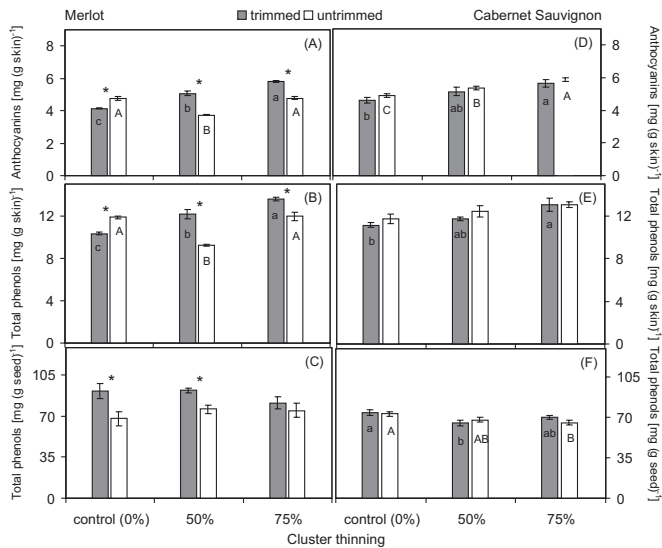 Merlot trimmed untrimmed Cabernet Sauvignon
Anthocyanins [mg (g skin)-1]
8
6
4
2
0
(A)
* * *
c A b B a A
(D)
b C ab B a A
8
6
4
2
0
Anthocyanins [mg (g skin)-1]
Total phenols [mg (g skin)-1]
12
8
4
0
(B)
* * *
c A b B a A
(E)
b ab a
12
8
4
0
Total phenols [mg (g skin)-1]
Total phenols [mg (g seed)-1]
105
70
35
0
(C)
* *
(F)
a A b AB ab B
105
70
35
0
Total phenols [mg (g seed)-1]
control (0%) 50% 75% control (0%) 50% 75%
Cluster thinning